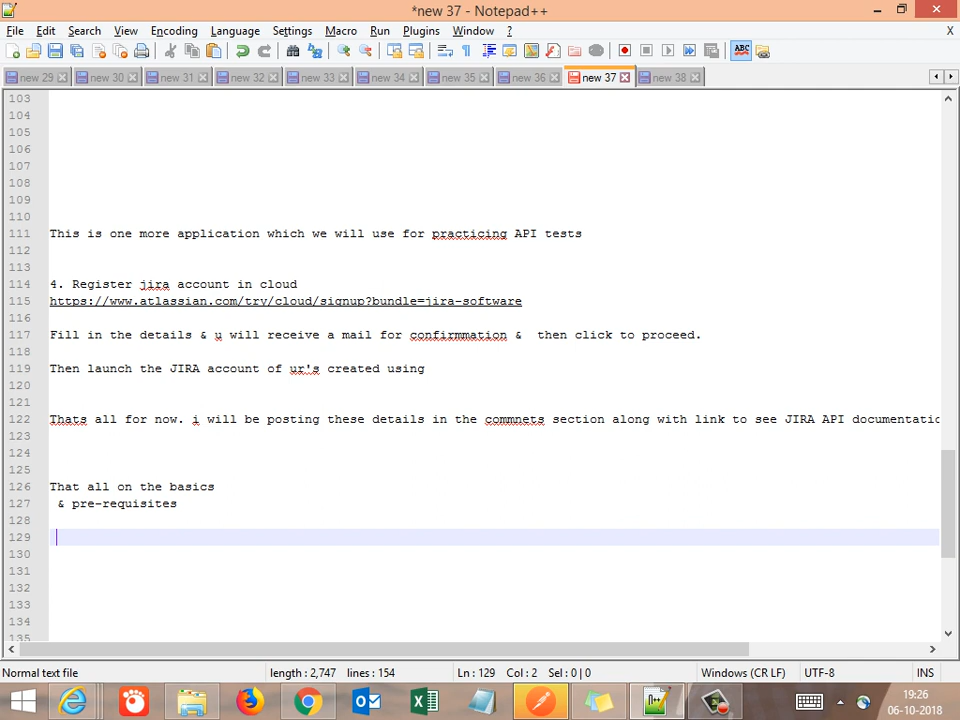 *new 37 - Notepad++
File Edit Search View Encoding Language Settings Macro Run Plugins Window ? X
new 29 new 30 new 31 new 32 new 33 new 34 new 35 new 36 new 37 new 38
103
104
105
106
107
108
109
110
111 This is one more application which we will use for practicing API tests
112
113
114 4. Register jira account in cloud
115 https://www.atlassian.com/try/cloud/signup?bundle=jira-software
116
117 Fill in the details & u will receive a mail for confirmmation & then click to proceed.
118
119 Then launch the JIRA account of ur's created using
120
121
122 Thats all for now. i will be posting these details in the commnets section along with link to see JIRA API documentatio
123
124
125
126 That all on the basics
127 & pre-requisites
128
129
130
131
132
133
134
135
Normal text file length : 2,747 lines : 154 Ln : 129 Col : 2 Sel : 0 | 0 Windows (CR LF) UTF-8 INS
19:26
06-10-2018